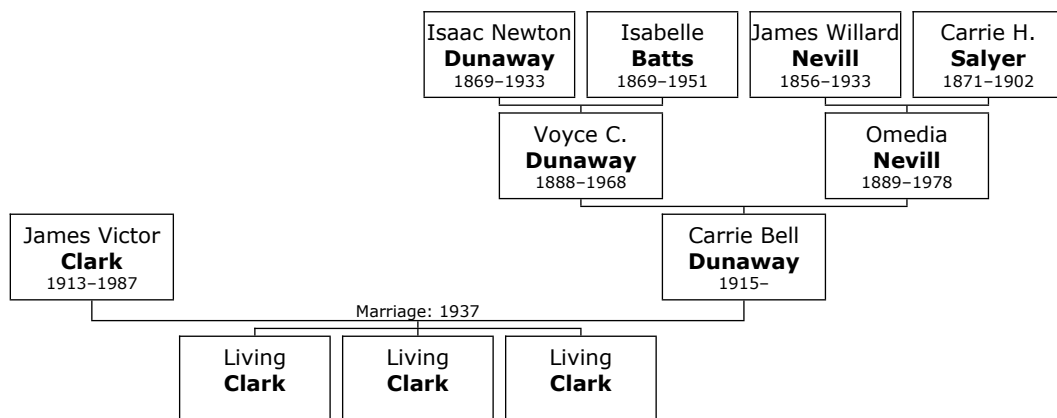 Isaac Newton
Dunaway
1869–1933
Isabelle
Batts
1869–1951
James Willard
Nevill
1856–1933
Carrie H.
Salyer
1871–1902
Voyce C.
Dunaway
1888–1968
Omedia
Nevill
1889–1978
James Victor
Clark
1913–1987
Carrie Bell
Dunaway
1915–
Marriage: 1937
Living
Clark
Living
Clark
Living
Clark